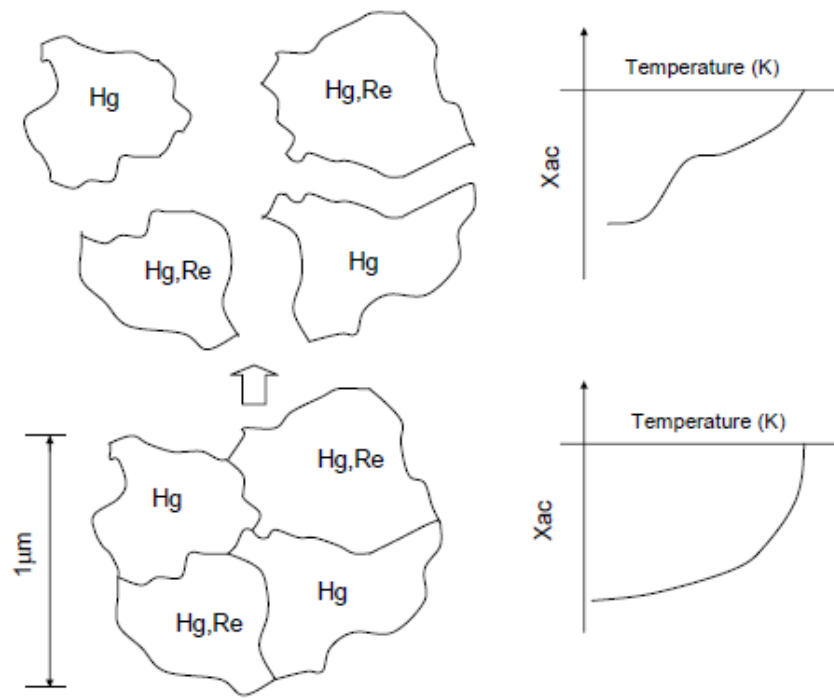 Hg
Hg,Re
Temperature (K)
Xac
Hg,Re
Hg
1μm
Hg
Hg,Re
Hg,Re
Hg
Temperature (K)
Xac